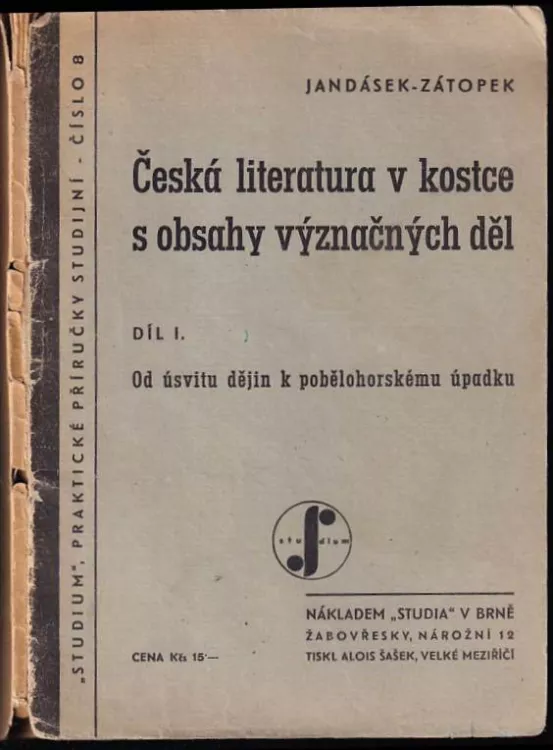 „STUDIUM", PRAKTICKÉ PŘÍRUČKY STUDIJNÍ - ČÍSLO 8
JANDÁSEK-ZÁTOPEK
Česká literatura v kostce
s obsahy význačných děl
DÍL I.
Od úsvitu dějin k pobělohorskému úpadku
studium
NÁKLADEM „STUDIA" V BRNĚ
ŽABOVŘESKY, NÁROŽNÍ 12
CENA Kčs 15·— TISKL ALOIS ŠAŠEK, VELKÉ MEZIŘÍČÍ